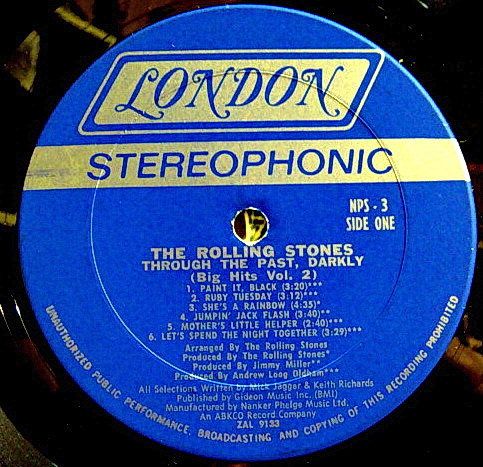 LONDON
STEREOPHONIC
NPS - 3
SIDE ONE
THE ROLLING STONES
THROUGH THE PAST, DARKLY
(Big Hits Vol. 2)
1. PAINT IT, BLACK (3:20)***
2. RUBY TUESDAY (3:12)***
3. SHE'S A RAINBOW (4:35)*
4. JUMPIN' JACK FLASH (3:40)**
5. MOTHER'S LITTLE HELPER (2:40)***
6. LET'S SPEND THE NIGHT TOGETHER (3:29)***
Arranged By The Rolling Stones
Produced By The Rolling Stones*
Produced By Jimmy Miller**
Produced By Andrew Loog Oldham***
All Selections Written by Mick Jagger & Keith Richards
Published by Gideon Music Inc. (BMI)
Manufactured by Nanker Phelge Music Ltd.
An ABKCO Record Company
ZAL 9133
UNAUTHORIZED PUBLIC PERFORMANCE, BROADCASTING AND COPYING OF THIS RECORDING PROHIBITED